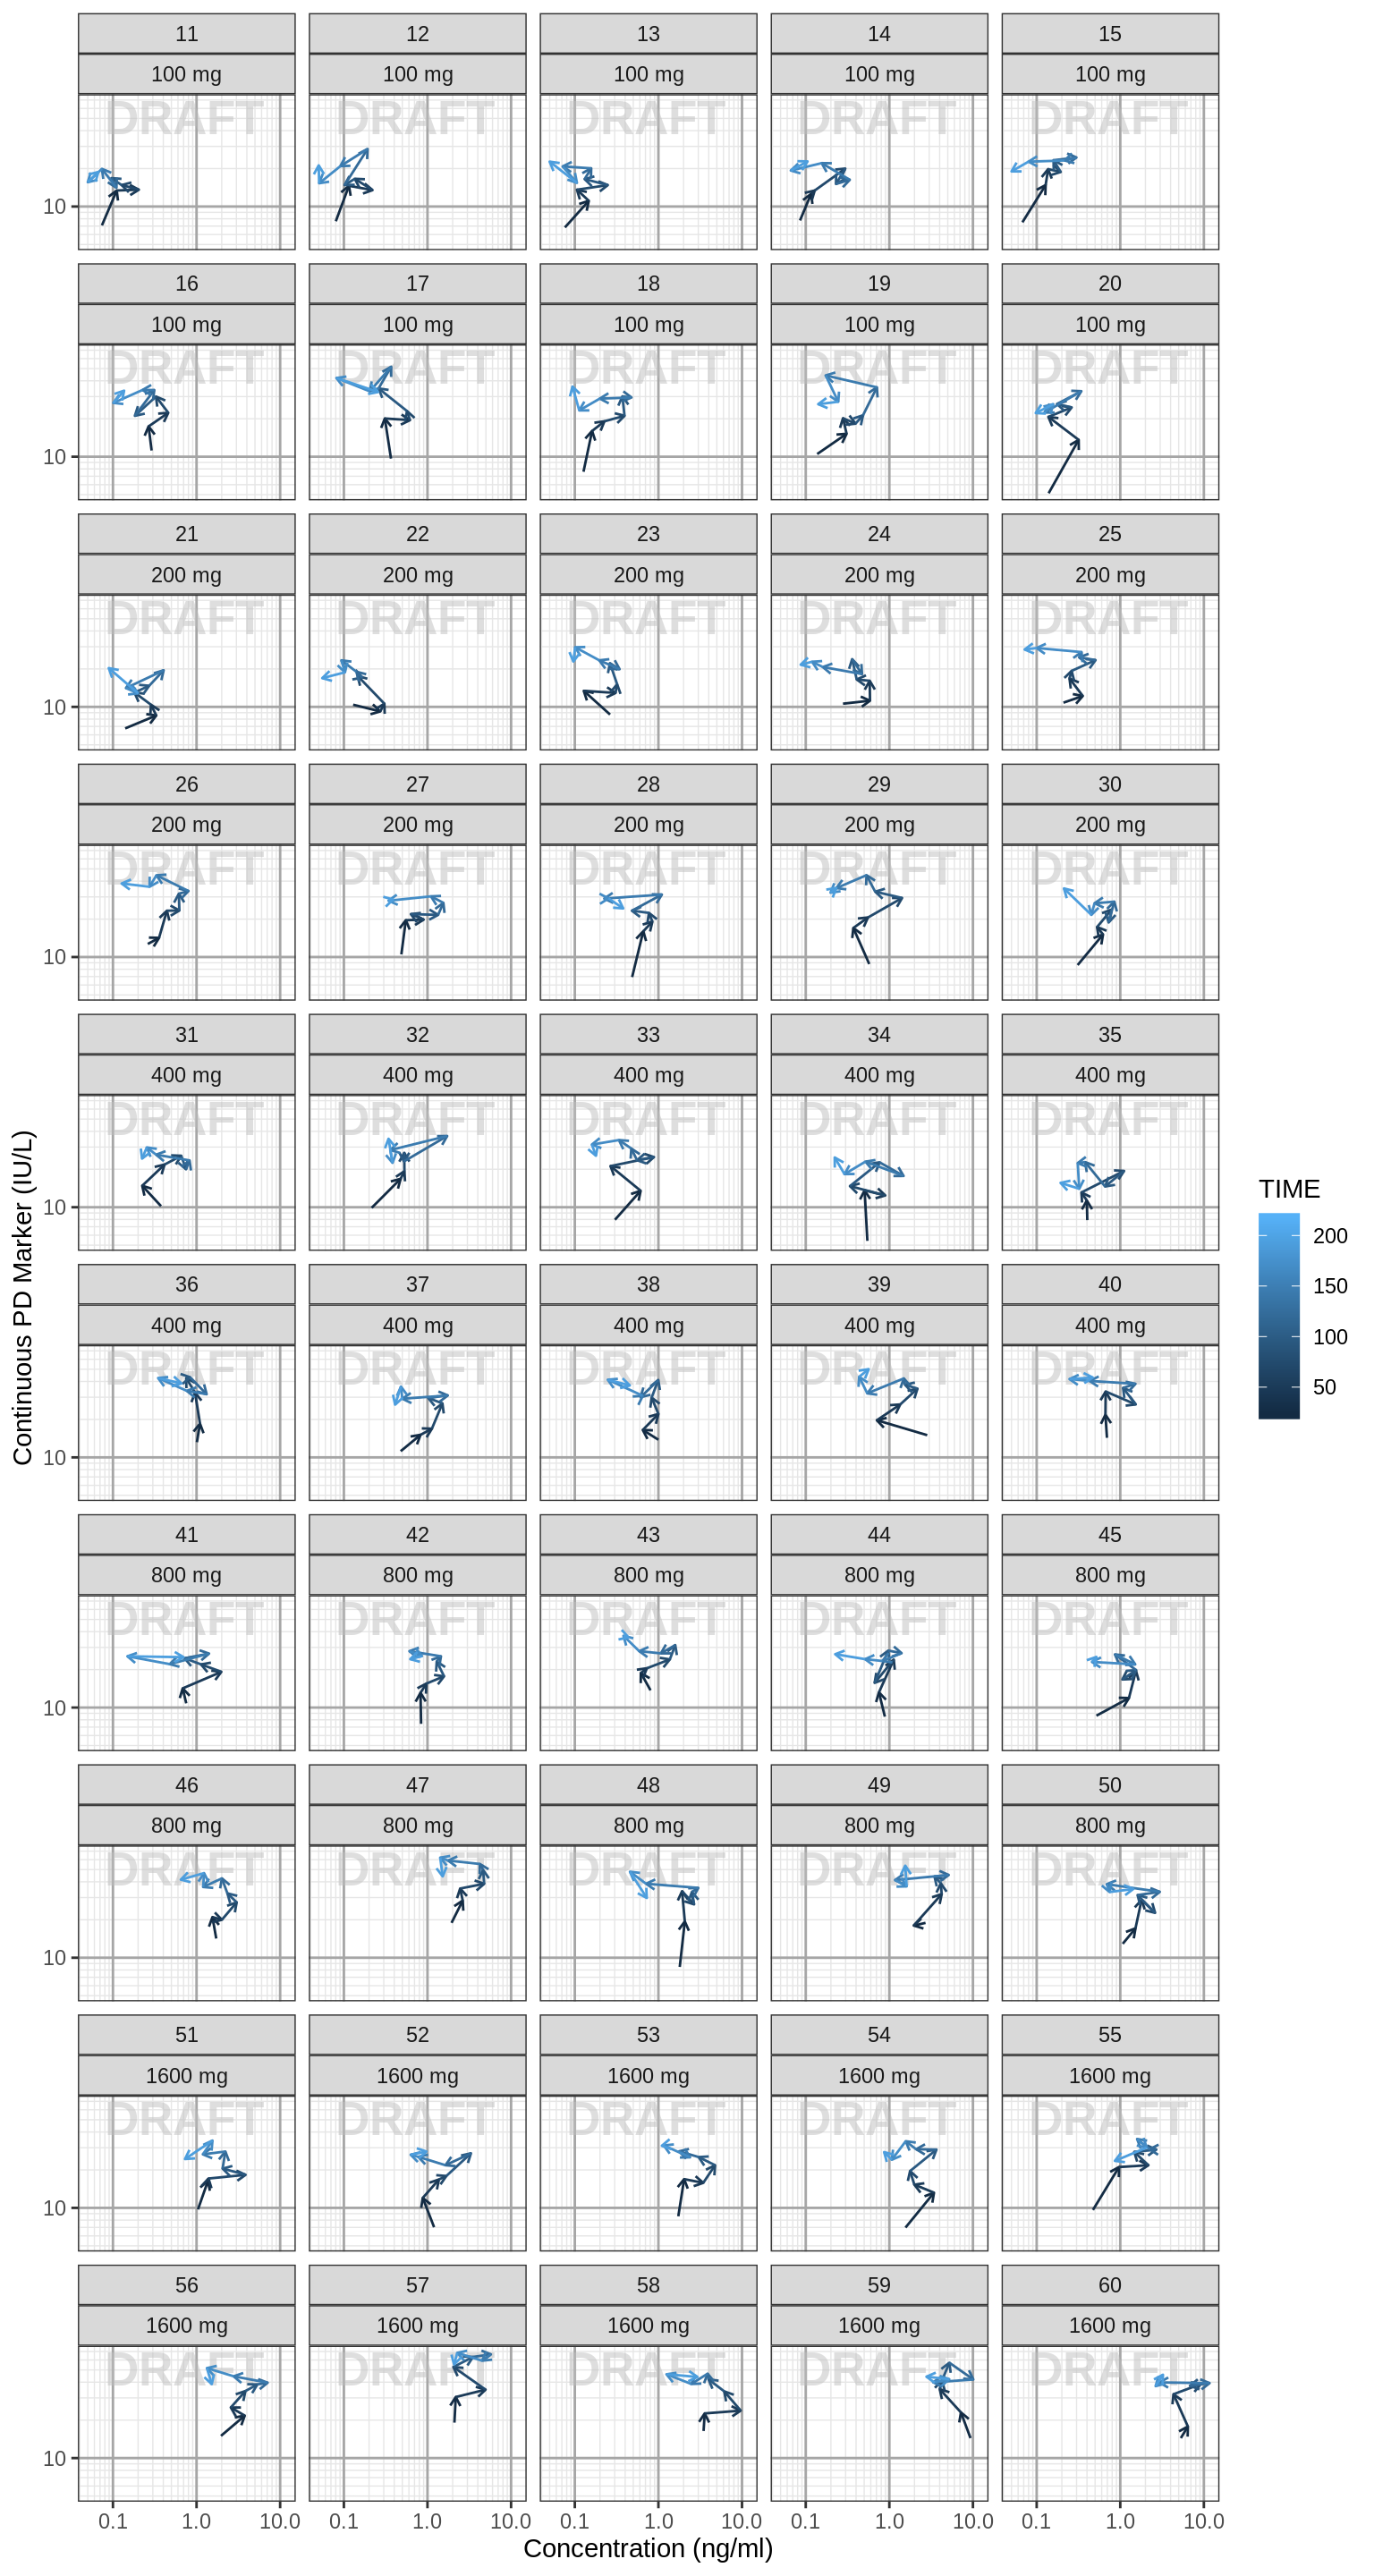 11 12 13 14 15
100 mg 100 mg 100 mg 100 mg 100 mg
DRAFT DRAFT DRAFT DRAFT DRAFT
10
16 17 18 19 20
100 mg 100 mg 100 mg 100 mg 100 mg
DRAFT DRAFT DRAFT DRAFT DRAFT
10
21 22 23 24 25
200 mg 200 mg 200 mg 200 mg 200 mg
DRAFT DRAFT DRAFT DRAFT DRAFT
10
26 27 28 29 30
200 mg 200 mg 200 mg 200 mg 200 mg
DRAFT DRAFT DRAFT DRAFT DRAFT
10
31 32 33 34 35
400 mg 400 mg 400 mg 400 mg 400 mg
DRAFT DRAFT DRAFT DRAFT DRAFT
10
36 37 38 39 40
400 mg 400 mg 400 mg 400 mg 400 mg
DRAFT DRAFT DRAFT DRAFT DRAFT
10
41 42 43 44 45
800 mg 800 mg 800 mg 800 mg 800 mg
DRAFT DRAFT DRAFT DRAFT DRAFT
10
46 47 48 49 50
800 mg 800 mg 800 mg 800 mg 800 mg
DRAFT DRAFT DRAFT DRAFT DRAFT
10
51 52 53 54 55
1600 mg 1600 mg 1600 mg 1600 mg 1600 mg
DRAFT DRAFT DRAFT DRAFT DRAFT
10
56 57 58 59 60
1600 mg 1600 mg 1600 mg 1600 mg 1600 mg
DRAFT DRAFT DRAFT DRAFT DRAFT
10
0.1 1.0 10.0 0.1 1.0 10.0 0.1 1.0 10.0 0.1 1.0 10.0 0.1 1.0 10.0
Concentration (ng/ml)
Continuous PD Marker (IU/L)
TIME
200
150
100
50